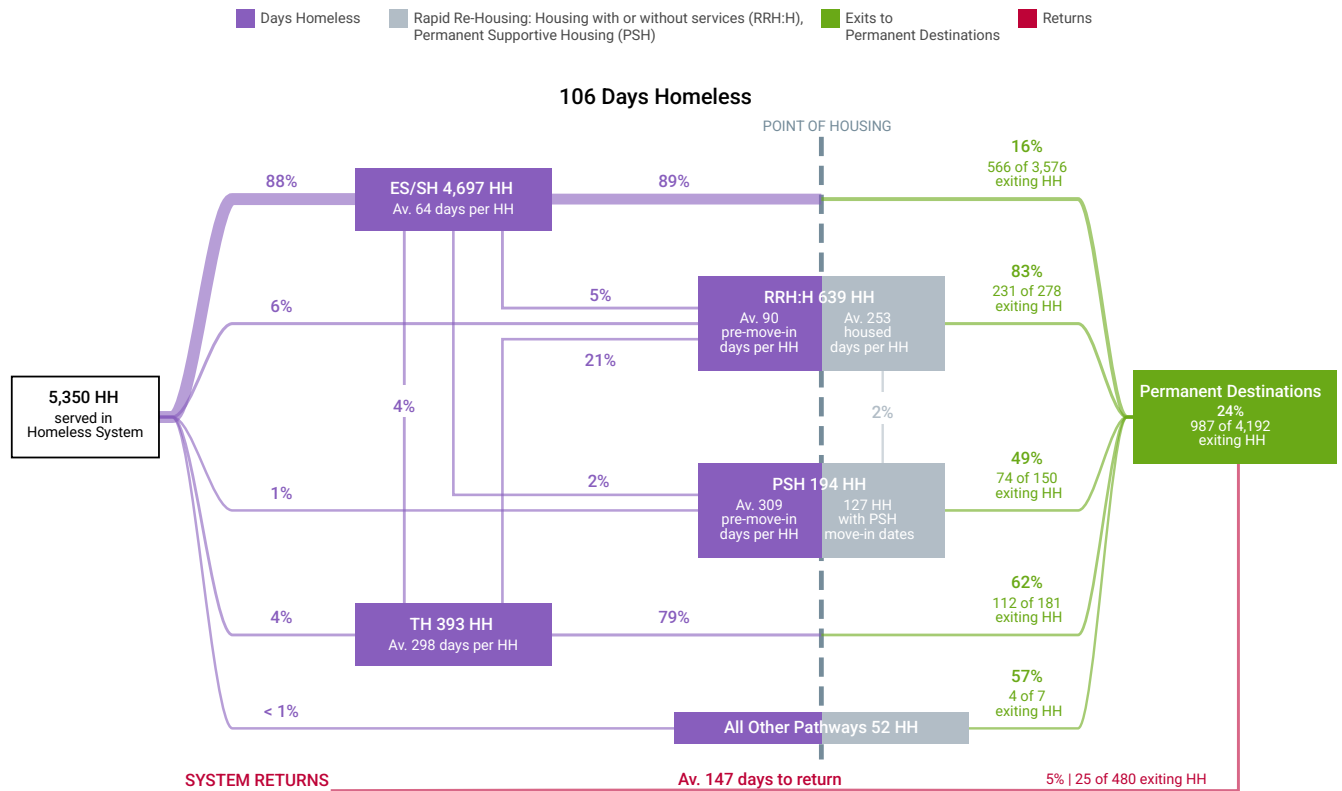 Days Homeless
Rapid Re-Housing: Housing with or without services (RRH:H),
Permanent Supportive Housing (PSH)
Exits to
Permanent Destinations
Returns
106 Days Homeless
POINT OF HOUSING
88%
ES/SH 4,697 HH
Av. 64 days per HH
89%
16%
566 of 3,576
exiting HH
6%
5%
21%
RRH:H 639 HH
Av. 90
pre-move-in
days per HH
Av. 253
housed
days per HH
83%
231 of 278
exiting HH
5,350 HH
served in
Homeless System
4%
2%
Permanent Destinations
24%
987 of 4,192
exiting HH
1%
2%
PSH 194 HH
Av. 309
pre-move-in
days per HH
127 HH
with PSH
move-in dates
49%
74 of 150
exiting HH
4%
TH 393 HH
Av. 298 days per HH
79%
62%
112 of 181
exiting HH
< 1%
All Other Pathways 52 HH
57%
4 of 7
exiting HH
SYSTEM RETURNS
Av. 147 days to return
5% | 25 of 480 exiting HH